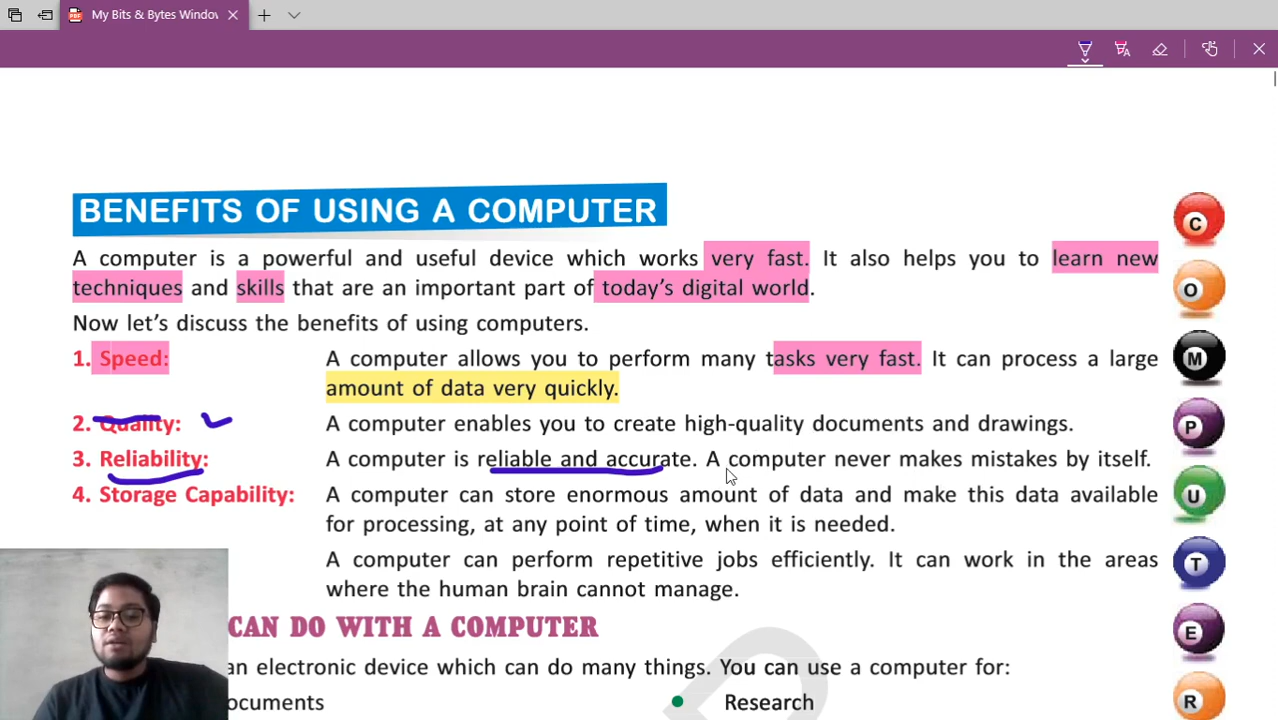 My Bits & Bytes Window
BENEFITS OF USING A COMPUTER
A computer is a powerful and useful device which works very fast. It also helps you to learn new
techniques and skills that are an important part of today's digital world.
Now let's discuss the benefits of using computers.
1. Speed: A computer allows you to perform many tasks very fast. It can process a large
amount of data very quickly.
2. Quality: A computer enables you to create high-quality documents and drawings.
3. Reliability: A computer is reliable and accurate. A computer never makes mistakes by itself.
4. Storage Capability: A computer can store enormous amount of data and make this data available
for processing, at any point of time, when it is needed.
A computer can perform repetitive jobs efficiently. It can work in the areas
where the human brain cannot manage.
CAN DO WITH A COMPUTER
an electronic device which can do many things. You can use a computer for:
ocuments
Research
C
O
M
P
U
T
E
R